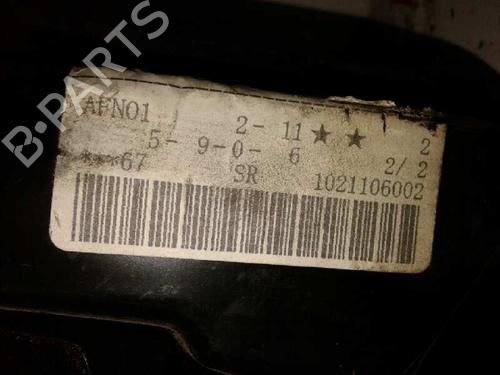 B-PARTS
AFN01 2-11★★ 2
5-9-0-6 2/2
***67 SR 1021106002